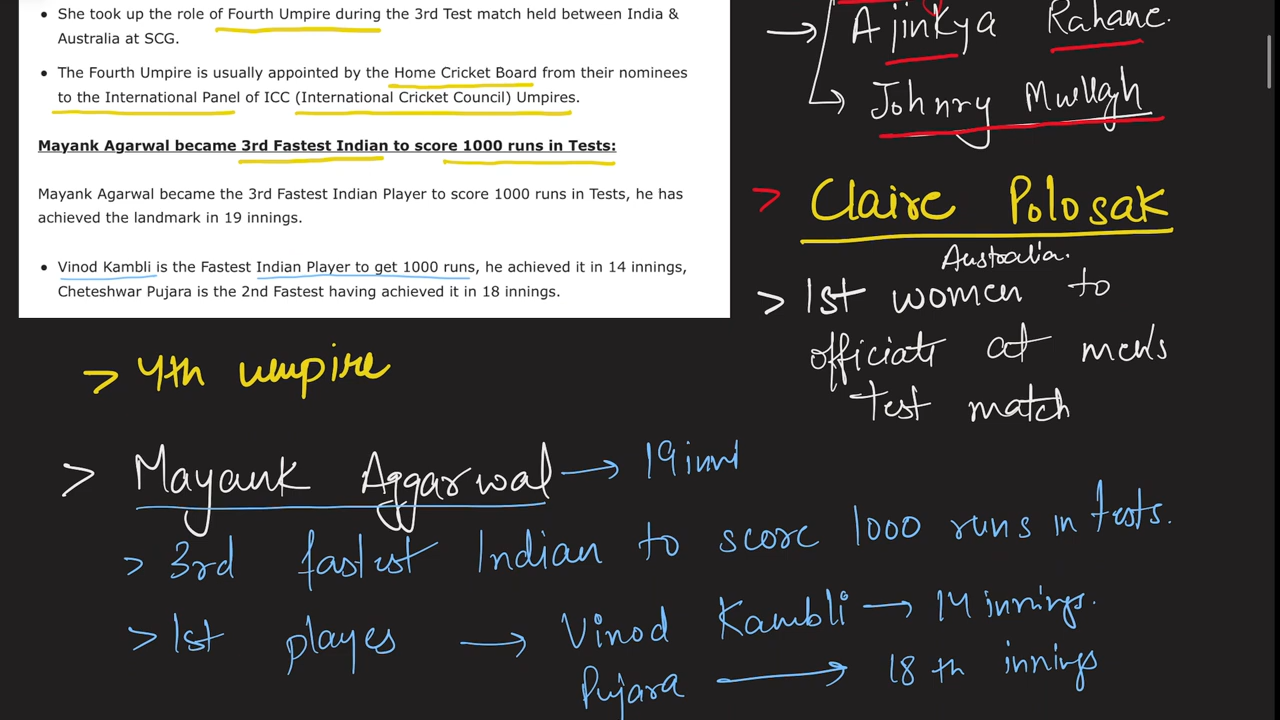 • She took up the role of Fourth Umpire during the 3rd Test match held between India &
Australia at SCG.
• The Fourth Umpire is usually appointed by the Home Cricket Board from their nominees
to the International Panel of ICC (International Cricket Council) Umpires.
Mayank Agarwal became 3rd Fastest Indian to score 1000 runs in Tests:
Mayank Agarwal became the 3rd Fastest Indian Player to score 1000 runs in Tests, he has
achieved the landmark in 19 innings.
• Vinod Kambli is the Fastest Indian Player to get 1000 runs, he achieved it in 14 innings,
Cheteshwar Pujara is the 2nd Fastest having achieved it in 18 innings.
→ Ajinkya Rahane.
→ Johnry Mullagh
> Claire Polosak
Australia.
> 1st women to
officiate at men's
test match
> 4th umpire
> Mayank Aggarwal → 19 inni
> 3rd fastest Indian to score 1000 runs in tests.
> 1st playes → Vinod Kambli → 14 innings.
Pujara → 18 th innings